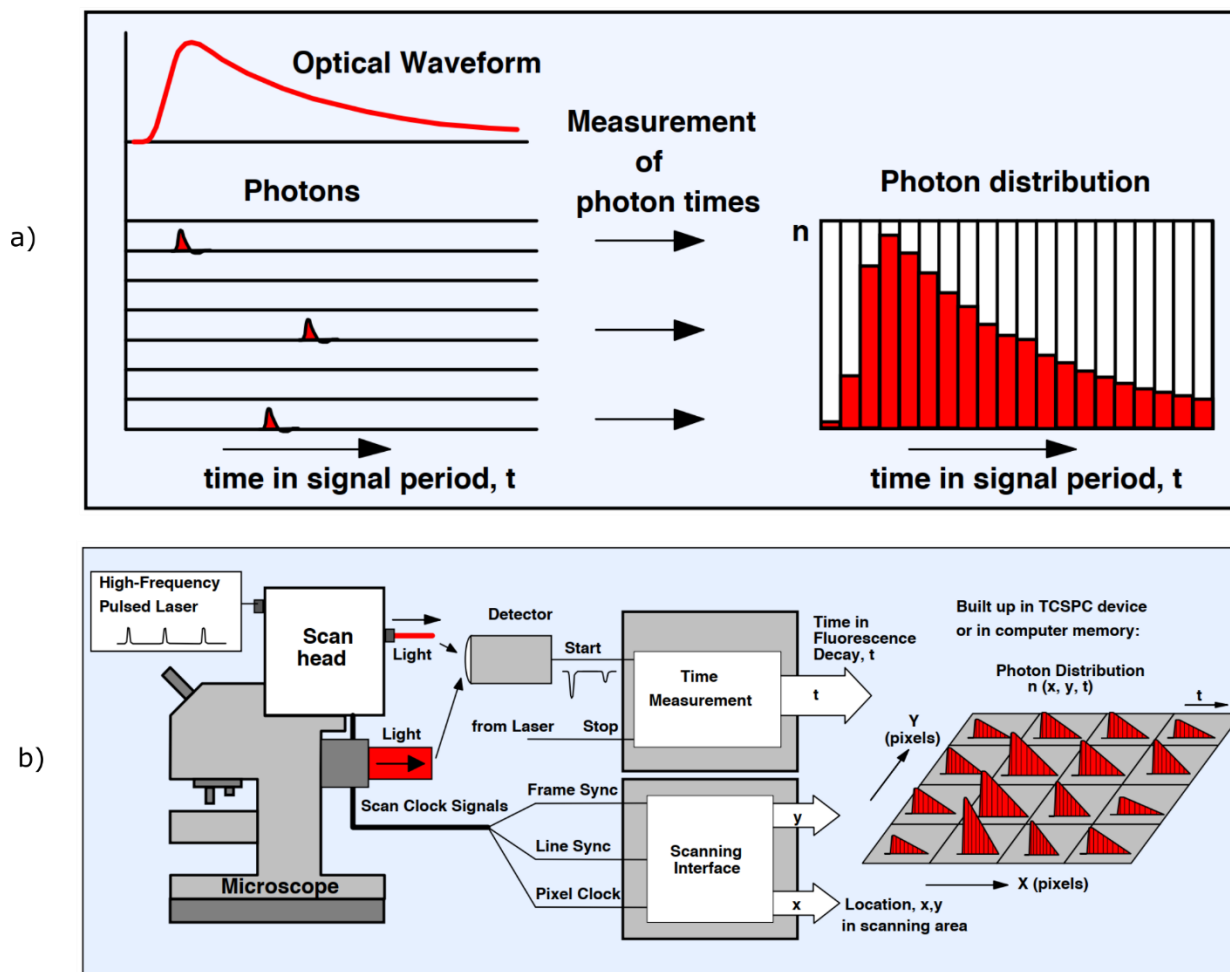 a)
Optical Waveform
Photons
time in signal period, t
Measurement
of
photon times
Photon distribution
n
time in signal period, t
b)
High-Frequency
Pulsed Laser
Scan
head
Light
Light
Microscope
Scan Clock Signals
Detector
Start
from Laser
Stop
Time
Measurement
t
Time in
Fluorescence
Decay, t
Frame Sync
Line Sync
Pixel Clock
Scanning
Interface
y
x
Location, x,y
in scanning area
Built up in TCSPC device
or in computer memory:
Photon Distribution
n (x, y, t)
t
Y
(pixels)
X (pixels)